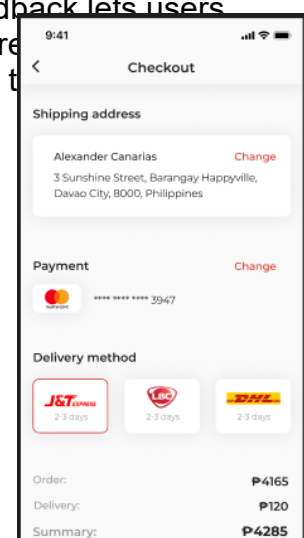 dback lets users
9:41
re
Checkout
t
Shipping address
Alexander Canarias Change
3 Sunshine Street, Barangay Happyville,
Davao City, 8000, Philippines
Payment Change
**** **** **** 3947
Delivery method
J&T EXPRESS LBC DHL
2-3 days 2-3 days 2-3 days
Order: ₱4165
Delivery: ₱120
Summary: ₱4285